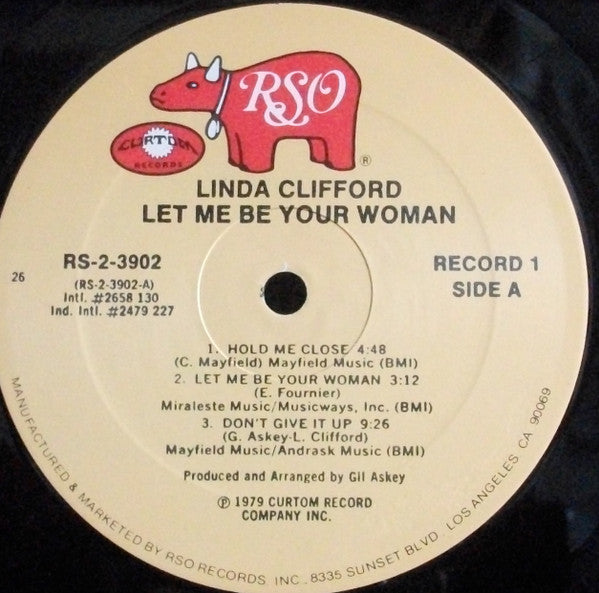 RSO
CURTOM
RECORDS
®
LINDA CLIFFORD
LET ME BE YOUR WOMAN
RS-2-3902
(RS-2-3902-A)
Intl. #2658 130
Ind. Intl. #2479 227
26
RECORD 1
SIDE A
1. HOLD ME CLOSE 4:48
(C. Mayfield) Mayfield Music (BMI)
2. LET ME BE YOUR WOMAN 3:12
(E. Fournier)
Miraleste Music/Musicways, Inc. (BMI)
3. DON'T GIVE IT UP 9:26
(G. Askey-L. Clifford)
Mayfield Music/Andrask Music (BMI)
Produced and Arranged by Gil Askey
℗ 1979 CURTOM RECORD
COMPANY INC.
MANUFACTURED & MARKETED BY RSO RECORDS, INC., 8335 SUNSET BLVD. LOS ANGELES, CA 90069